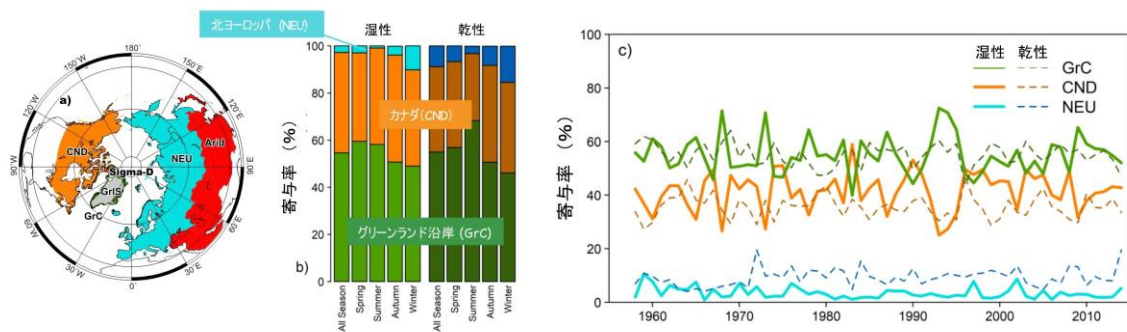 北ヨーロッパ (NEU)
湿性
乾性
a)
180°
150°W
150°E
120°W
120°E
90°W
90°E
60°W
60°E
30°W
30°E
0°
CND
Sigma-D
GrIS
GrC
NEU
Arid
寄与率 (%)
100
80
60
40
20
0
カナダ(CND)
グリーンランド沿岸 (GrC)
b)
All Season
Spring
Summer
Autumn
Winter
All Season
Spring
Summer
Autumn
Winter
c)
湿性 乾性
GrC
CND
NEU
寄与率 (%)
100
80
60
40
20
0
1960
1970
1980
1990
2000
2010